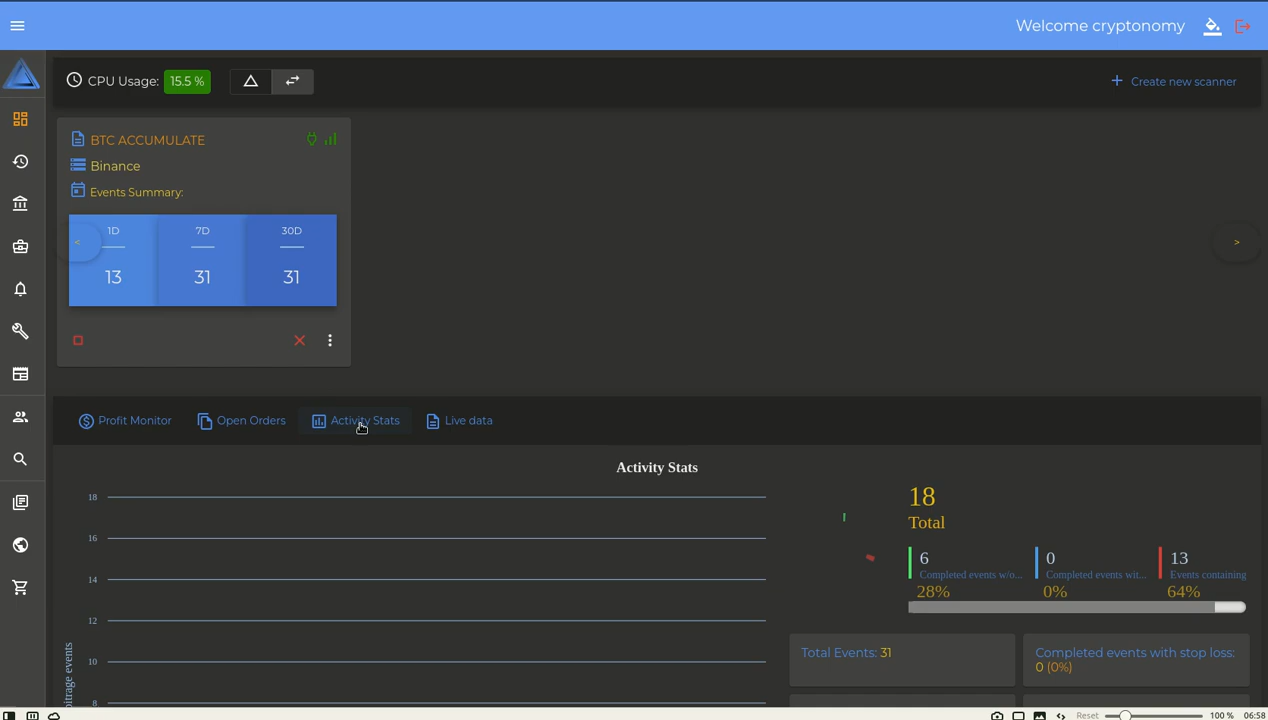 Welcome cryptonomy
CPU Usage: 15.5 %
Create new scanner
BTC ACCUMULATE
Binance
Events Summary:
1D 7D 30D
13 31 31
<
>
Profit Monitor Open Orders Activity Stats Live data
Activity Stats
18
16
14
12
10
8
bitrage events
18
Total
6 0 13
Completed events w/o... Completed events wit... Events containing
28% 0% 64%
Total Events: 31
Completed events with stop loss:
0 (0%)
Reset 100 % 06:58